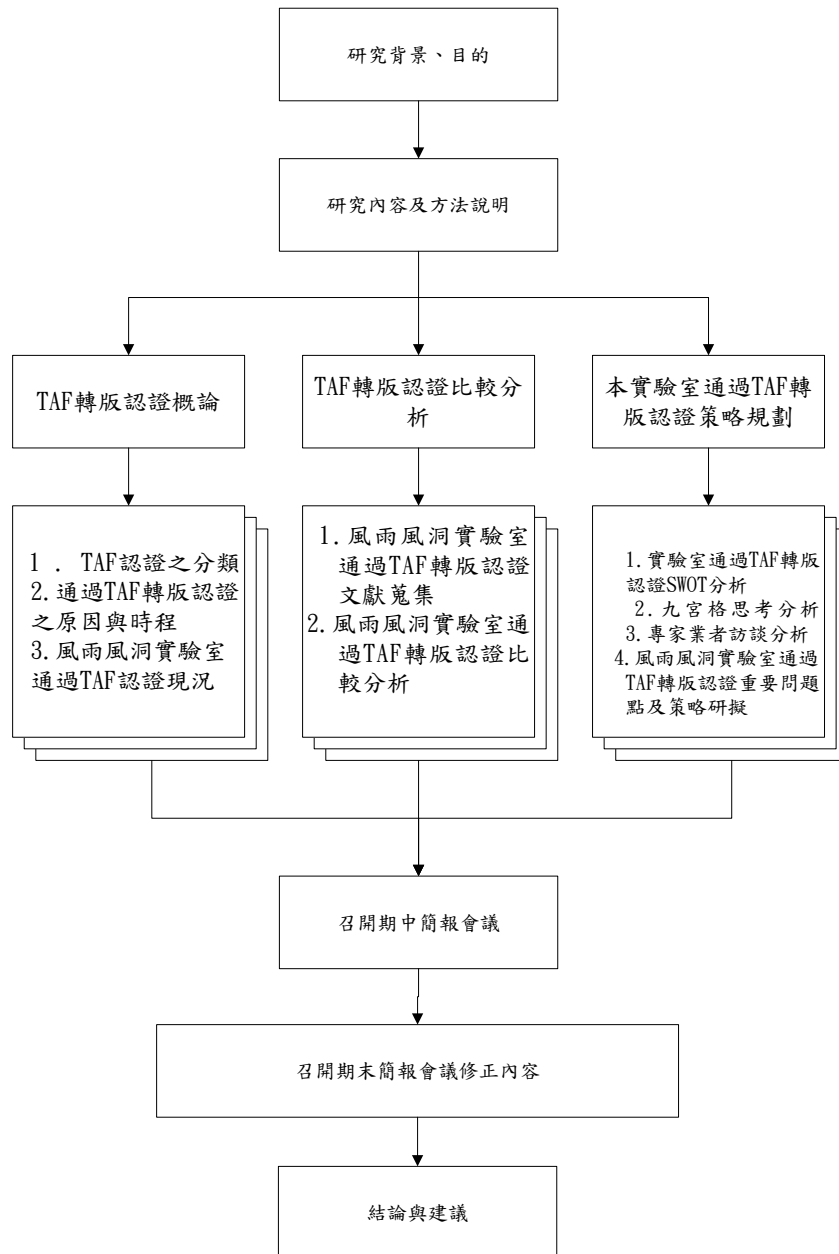 研究背景、目的
研究內容及方法說明
TAF轉版認證概論
TAF轉版認證比較分
析
本實驗室通過TAF轉
版認證策略規劃
1 . TAF認證之分類
2.通過TAF轉版認證
之原因與時程
3.風雨風洞實驗室
通過TAF認證現況
1.風雨風洞實驗室
通過TAF轉版認證
文獻蒐集
2.風雨風洞實驗室通
過TAF轉版認證比
較分析
1.實驗室通過TAF轉版
認證SWOT分析
2.九宮格思考分析
3.專家業者訪談分析
4.風雨風洞實驗室通過
TAF轉版認證重要問題
點及策略研擬
召開期中簡報會議
召開期末簡報會議修正內容
結論與建議